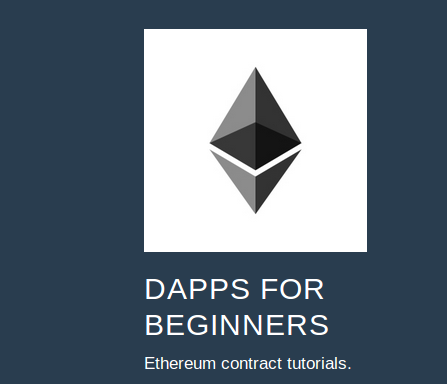 DAPPS FOR
BEGINNERS
Ethereum contract tutorials.